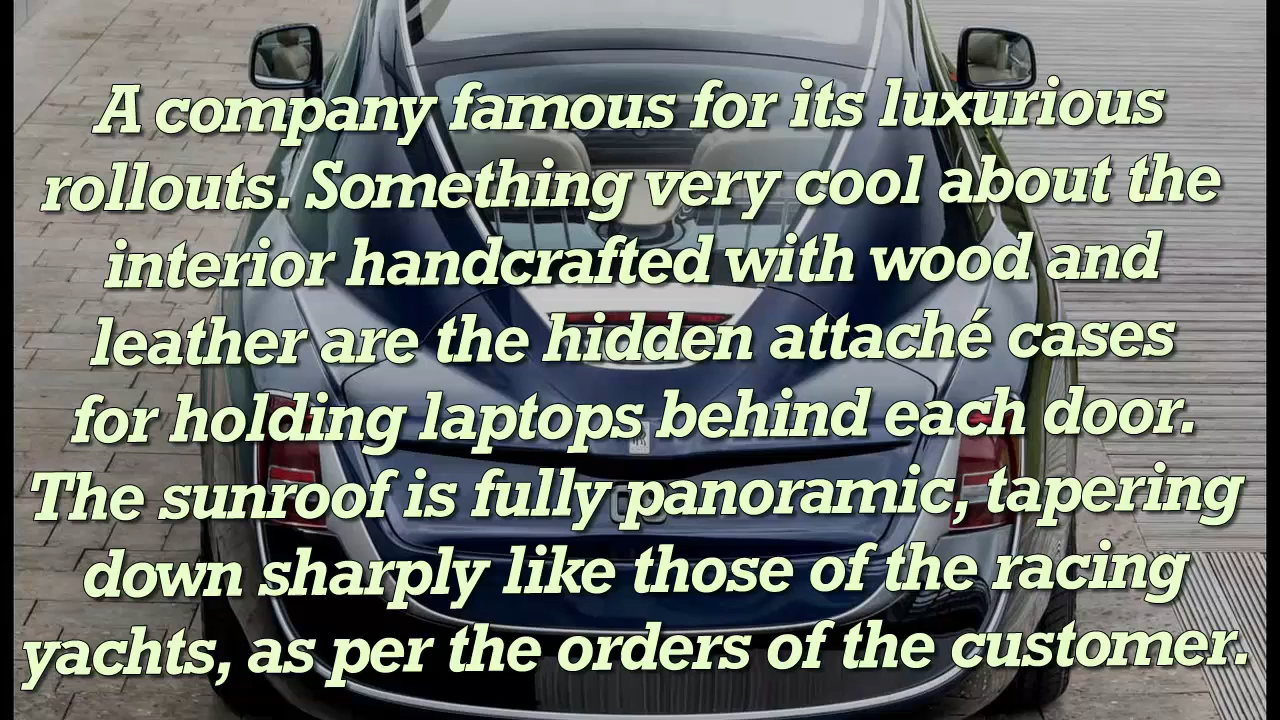 A company famous for its luxurious
rollouts. Something very cool about the
interior handcrafted with wood and
leather are the hidden attaché cases
for holding laptops behind each door.
The sunroof is fully panoramic, tapering
down sharply like those of the racing
yachts, as per the orders of the customer.